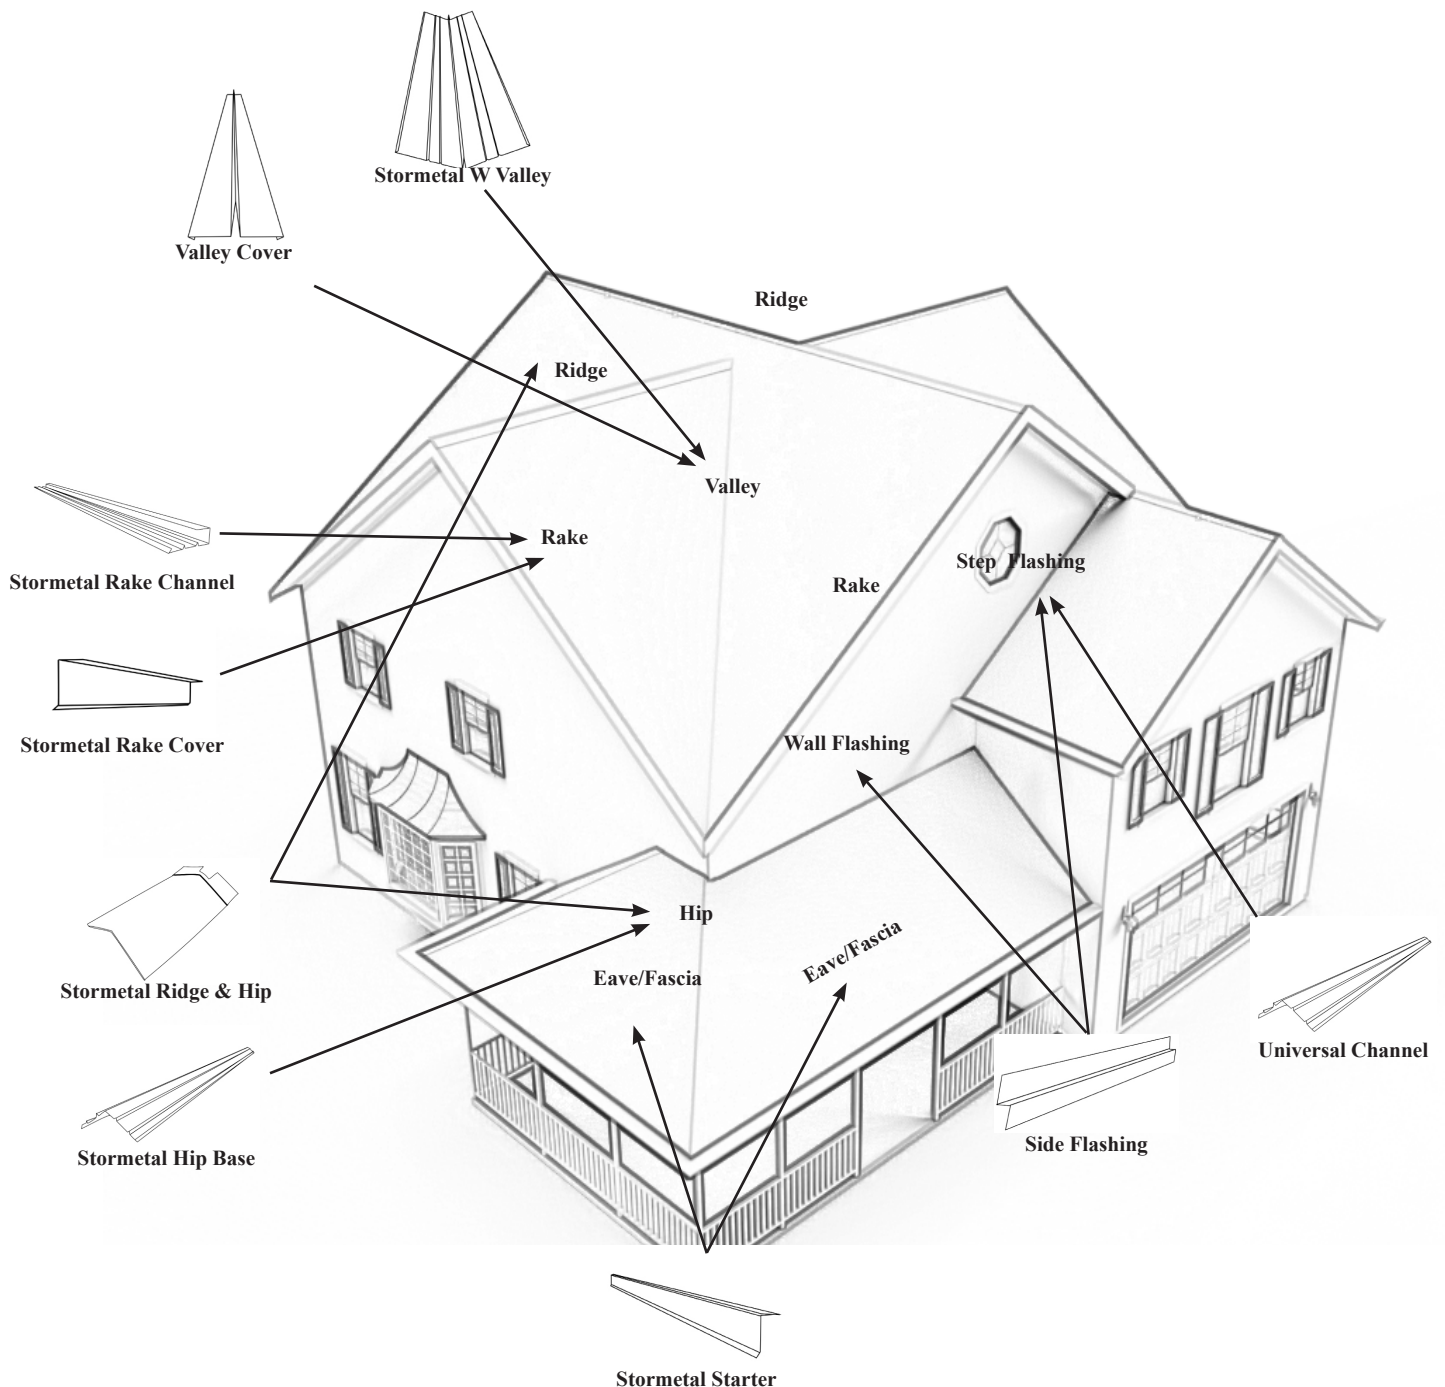 Stormetal W Valley
Valley Cover
Ridge
Ridge
Valley
Rake
Step Flashing
Stormetal Rake Channel
Rake
Stormetal Rake Cover
Wall Flashing
Hip
Eave/Fascia
Eave/Fascia
Stormetal Ridge & Hip
Universal Channel
Side Flashing
Stormetal Hip Base
Stormetal Starter